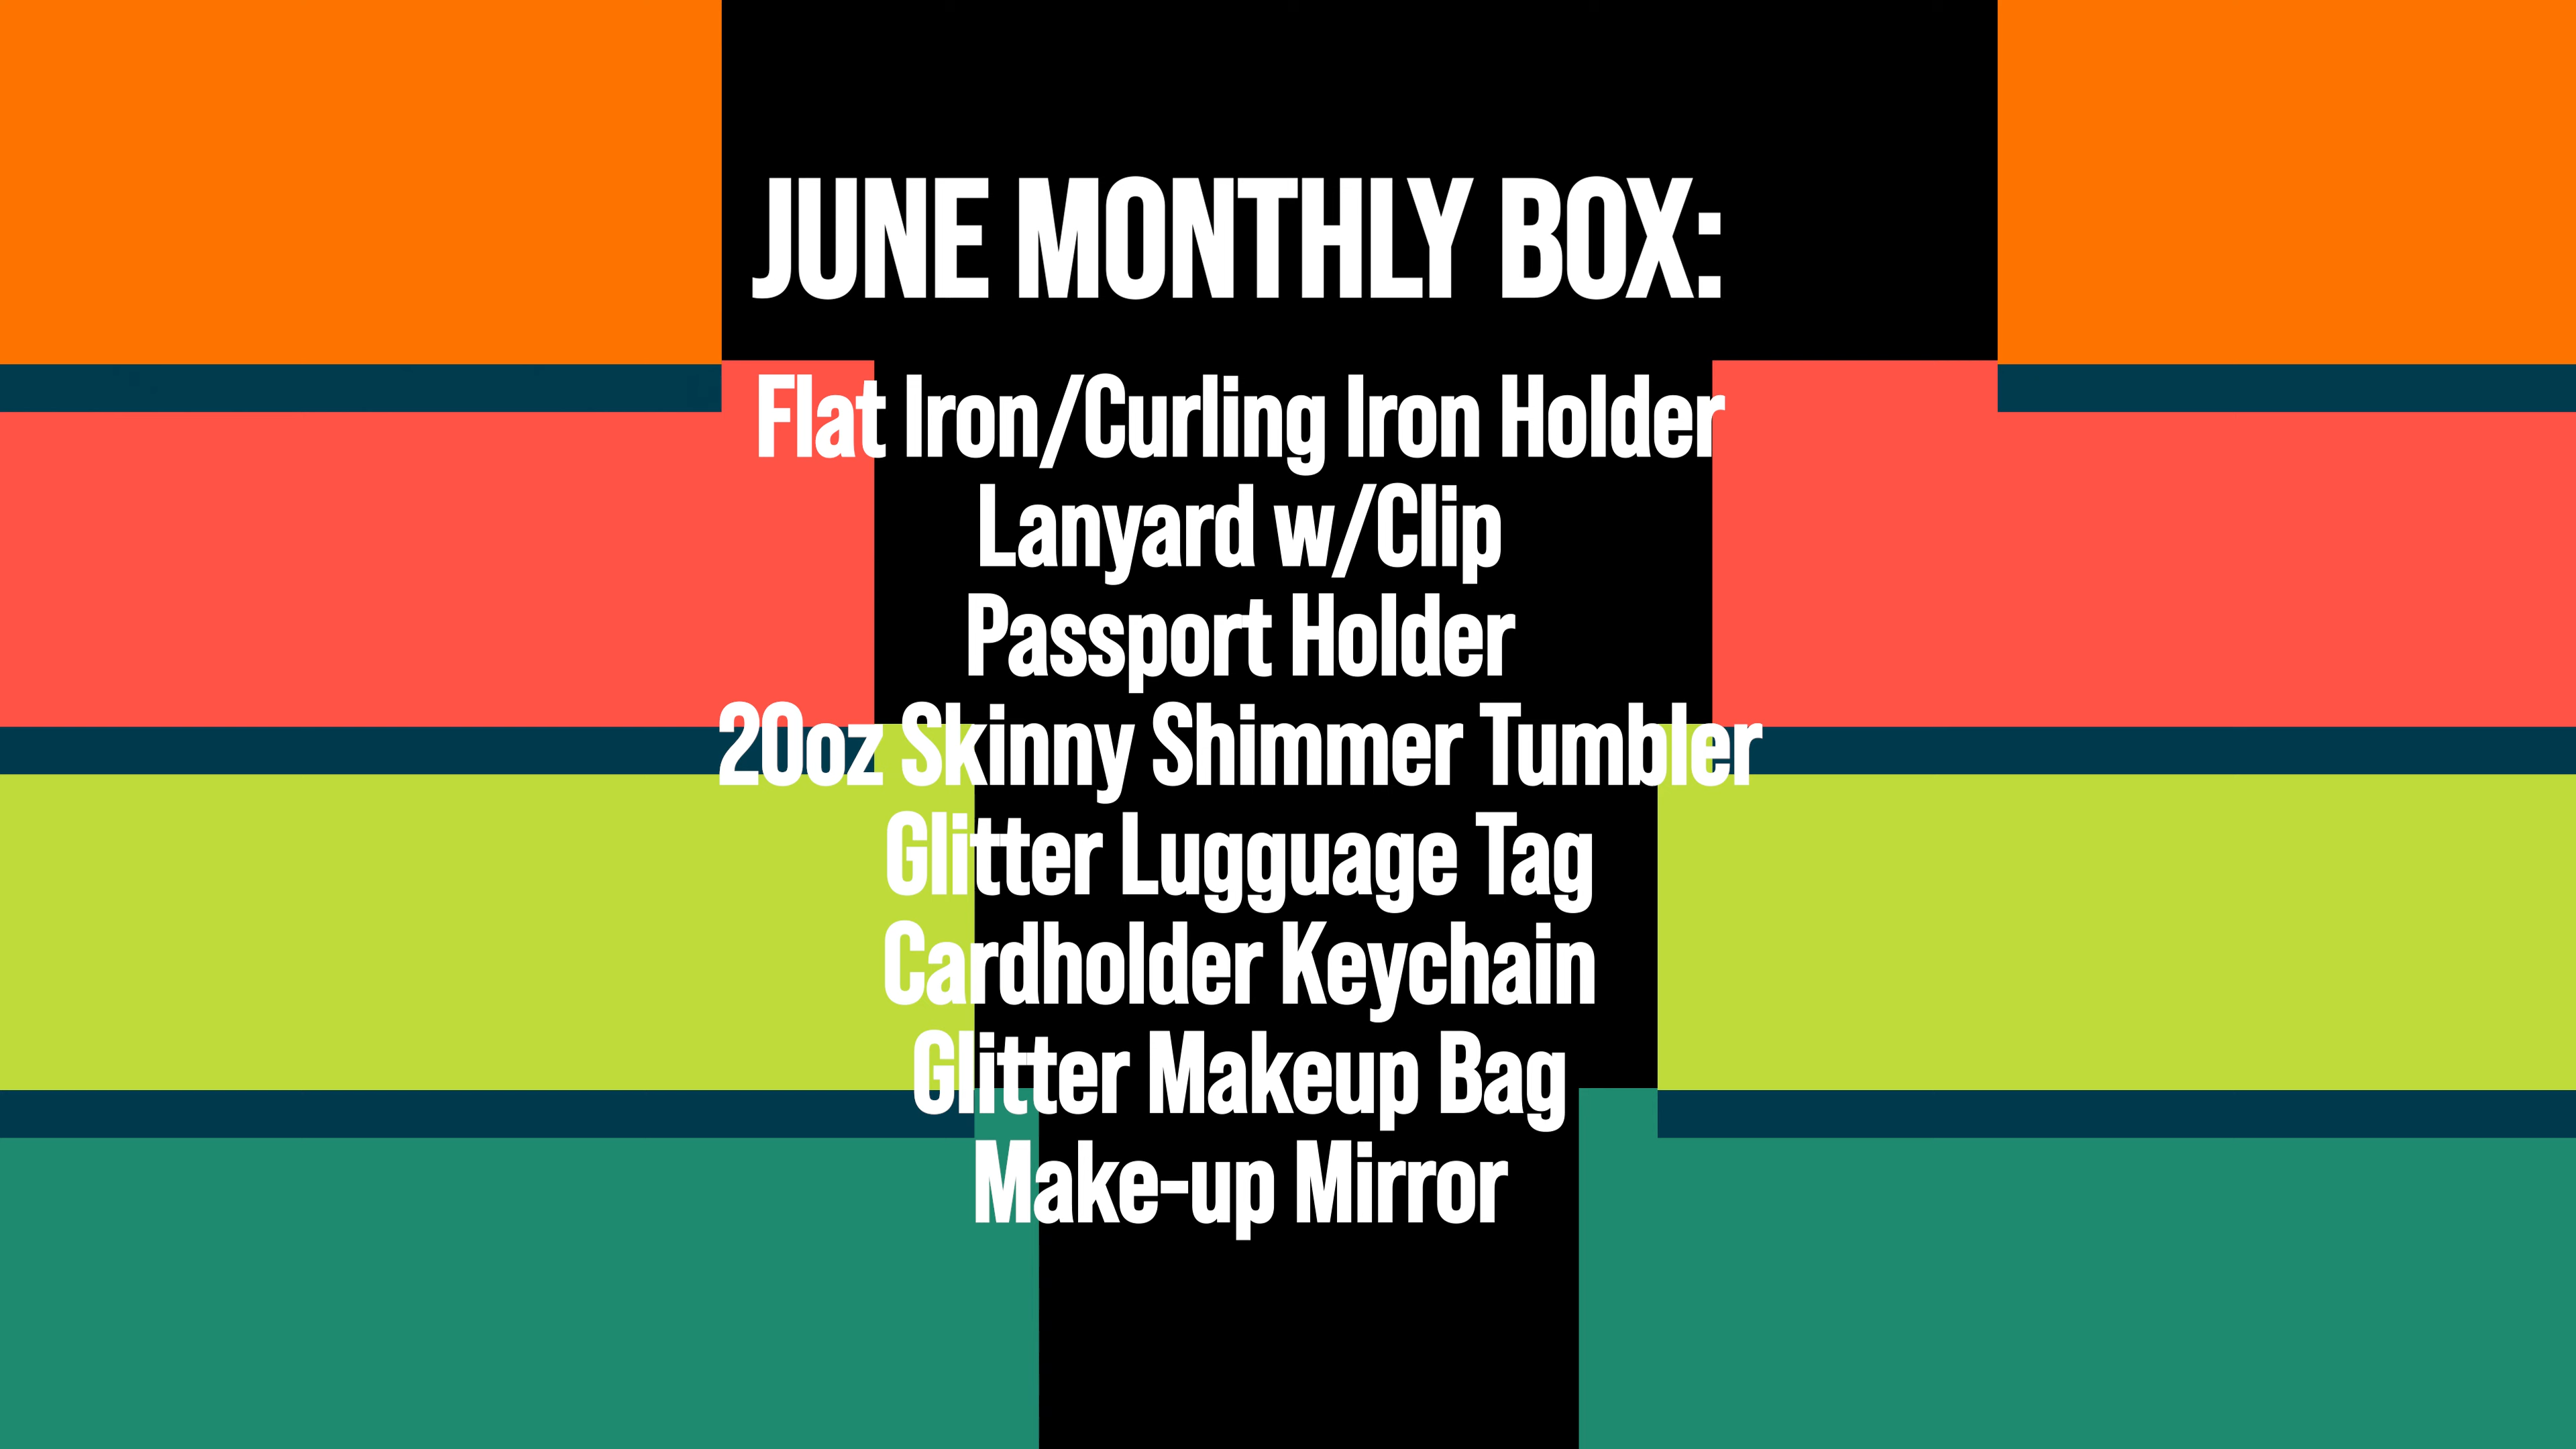 JUNE MONTHLY BOX:
Flat Iron/Curling Iron Holder
Lanyard w/Clip
Passport Holder
20oz Skinny Shimmer Tumbler
Glitter Lugguage Tag
Cardholder Keychain
Glitter Makeup Bag
Make-up Mirror